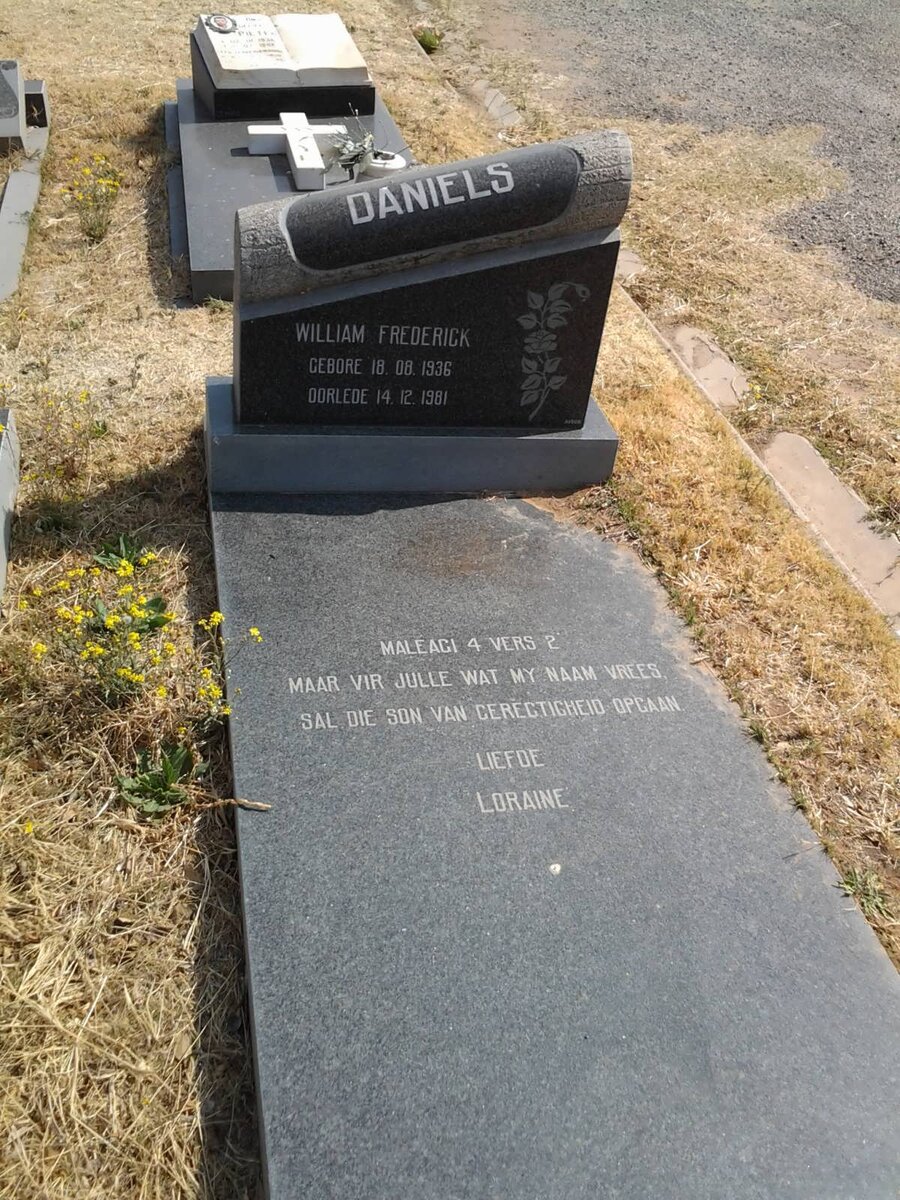 PIETER
DANIELS
WILLIAM FREDERICK
GEBORE 18. 08. 1936
OORLEDE 14. 12. 1981
MALEAGI 4 VERS 2
MAAR VIR JULLE WAT MY NAAM VREES,
SAL DIE SON VAN GERECTIGHEID OPGAAN
LIEFDE
LORAINE